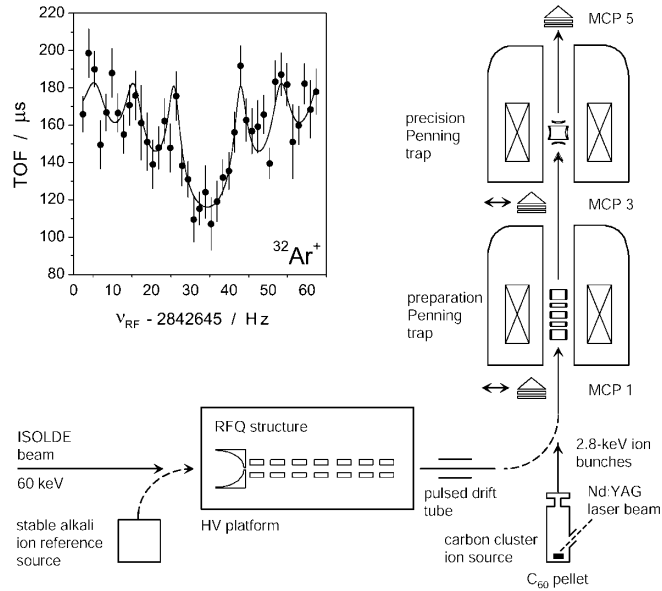 220
200
180
160
140
120
100
80
TOF / μs
³²Ar⁺
0 10 20 30 40 50 60
ν_RF - 2842645 / Hz
MCP 5
precision
Penning
trap
MCP 3
preparation
Penning
trap
MCP 1
ISOLDE
beam
60 keV
stable alkali
ion reference
source
RFQ structure
HV platform
pulsed drift
tube
2.8-keV ion
bunches
Nd:YAG
laser beam
carbon cluster
ion source
C₆₀ pellet